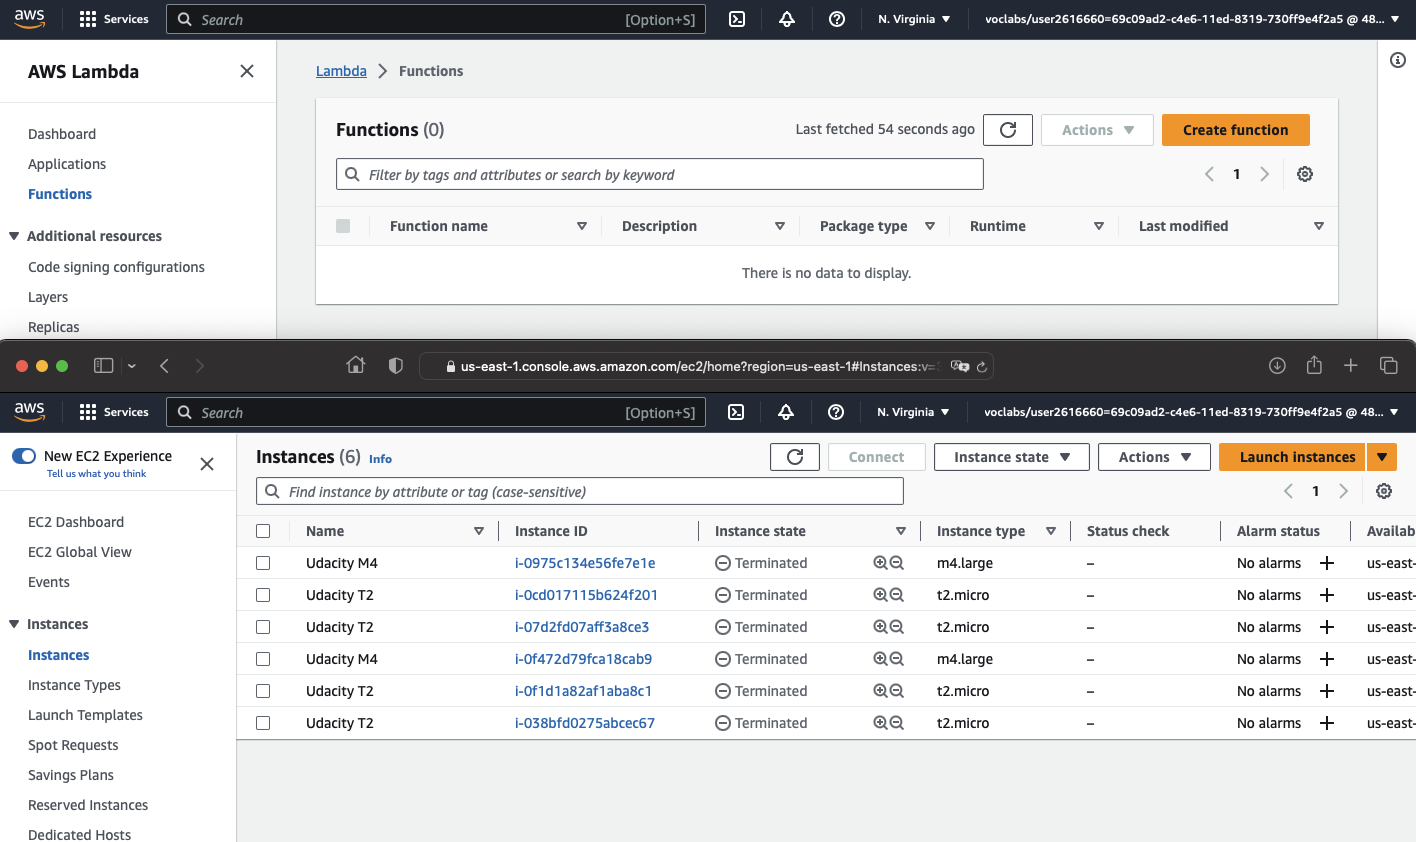 aws Services Search [Option+S] N. Virginia voclabs/user2616660=69c09ad2-c4e6-11ed-8319-730ff9e4f2a5 @ 48...
AWS Lambda
Dashboard
Applications
Functions
Additional resources
Code signing configurations
Layers
Replicas
Lambda Functions
Functions (0) Last fetched 54 seconds ago Actions Create function
Filter by tags and attributes or search by keyword 1
Function name Description Package type Runtime Last modified
There is no data to display.
us-east-1.console.aws.amazon.com/ec2/home?region=us-east-1#Instances:v=
aws Services Search [Option+S] N. Virginia voclabs/user2616660=69c09ad2-c4e6-11ed-8319-730ff9e4f2a5 @ 48...
New EC2 Experience
Tell us what you think
EC2 Dashboard
EC2 Global View
Events
Instances
Instances
Instance Types
Launch Templates
Spot Requests
Savings Plans
Reserved Instances
Dedicated Hosts
Instances (6) Info Connect Instance state Actions Launch instances
Find instance by attribute or tag (case-sensitive) 1
Name Instance ID Instance state Instance type Status check Alarm status Availab
Udacity M4 i-0975c134e56fe7e1e Terminated m4.large – No alarms + us-east-
Udacity T2 i-0cd017115b624f201 Terminated t2.micro – No alarms + us-east-
Udacity T2 i-07d2fd07aff3a8ce3 Terminated t2.micro – No alarms + us-east-
Udacity M4 i-0f472d79fca18cab9 Terminated m4.large – No alarms + us-east-
Udacity T2 i-0f1d1a82af1aba8c1 Terminated t2.micro – No alarms + us-east-
Udacity T2 i-038bfd0275abcec67 Terminated t2.micro – No alarms + us-east-